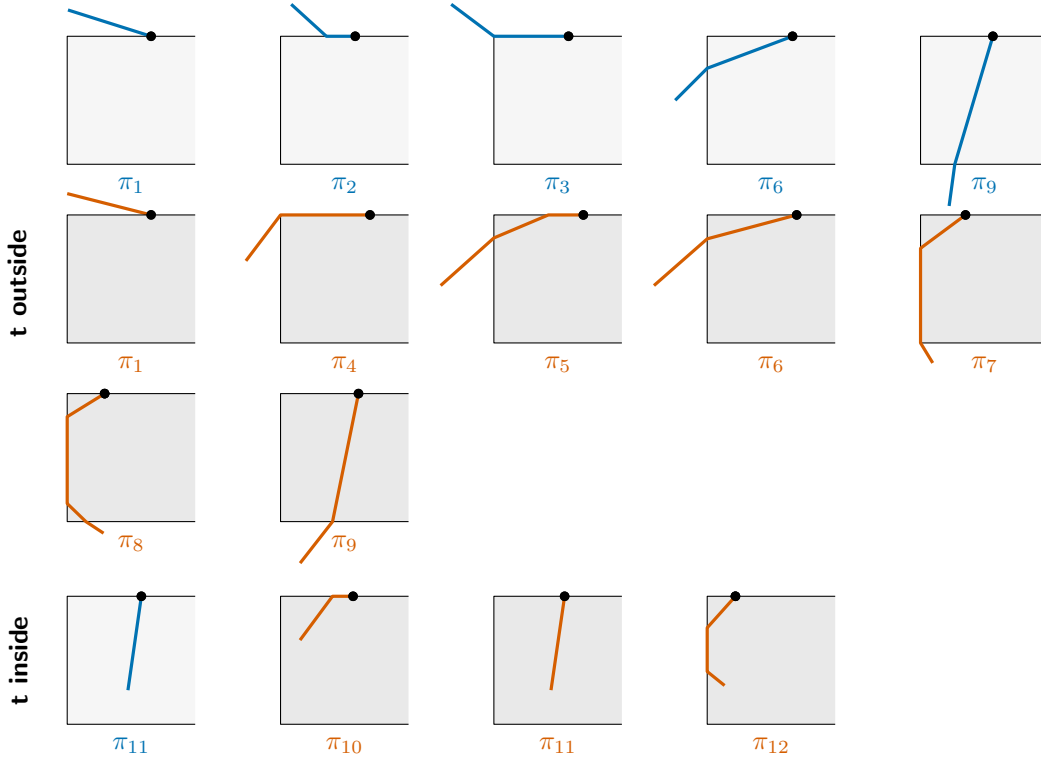 π1 π2 π3 π6 π9
t outside
π1 π4 π5 π6 π7
π8 π9
t inside
π11 π10 π11 π12